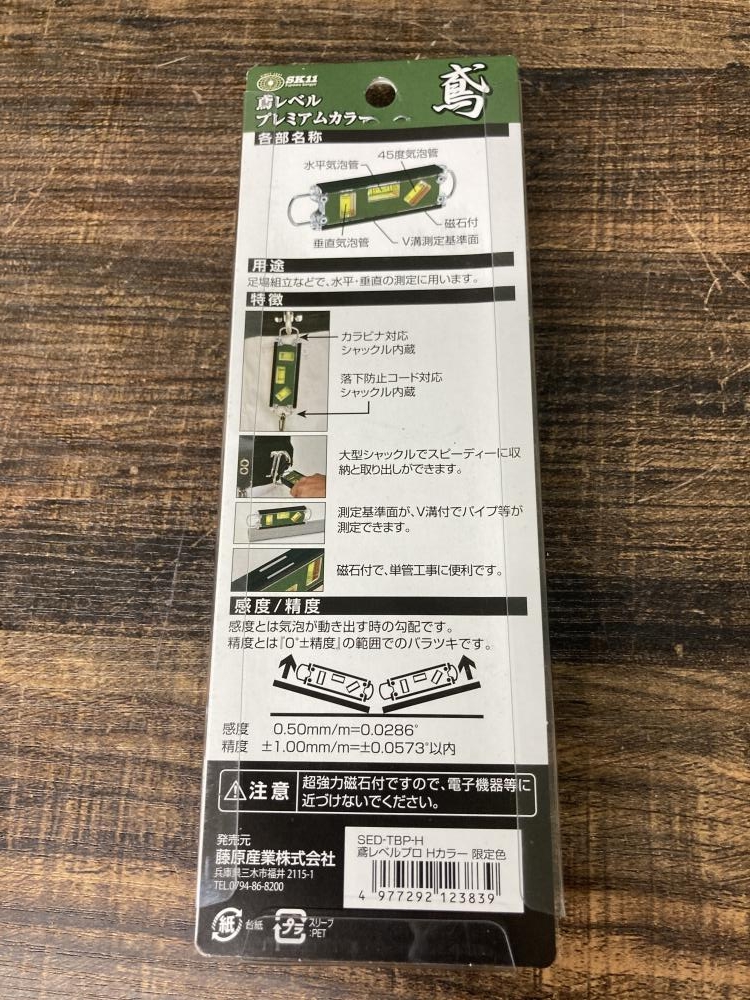 SK11
鳶レベル
プレミアムカラー
鳶
各部名称
水平気泡管
45度気泡管
磁石付
垂直気泡管
V溝測定基準面
用途
足場組立などで、水平・垂直の測定に用います。
特徴
カラビナ対応
シャックル内蔵
落下防止コード対応
シャックル内蔵
大型シャックルでスピーディーに収
納と取り出しができます。
測定基準面が、V溝付でパイプ等が
測定できます。
磁石付で、単管工事に便利です。
感度/精度
感度とは気泡が動き出す時の勾配です。
精度とは『0°±精度』の範囲でのバラツキです。
感度 0.50mm/m=0.0286°
精度 ±1.00mm/m=±0.0573°以内
注意
超強力磁石付ですので、電子機器等に
近づけないでください。
発売元
藤原産業株式会社
兵庫県三木市福井 2115-1
TEL.0794-86-8200
SED-TBP-H
鳶レベルプロ Hカラー 限定色
4 977292 123839
紙 台紙
プラ スリーブ
:PET